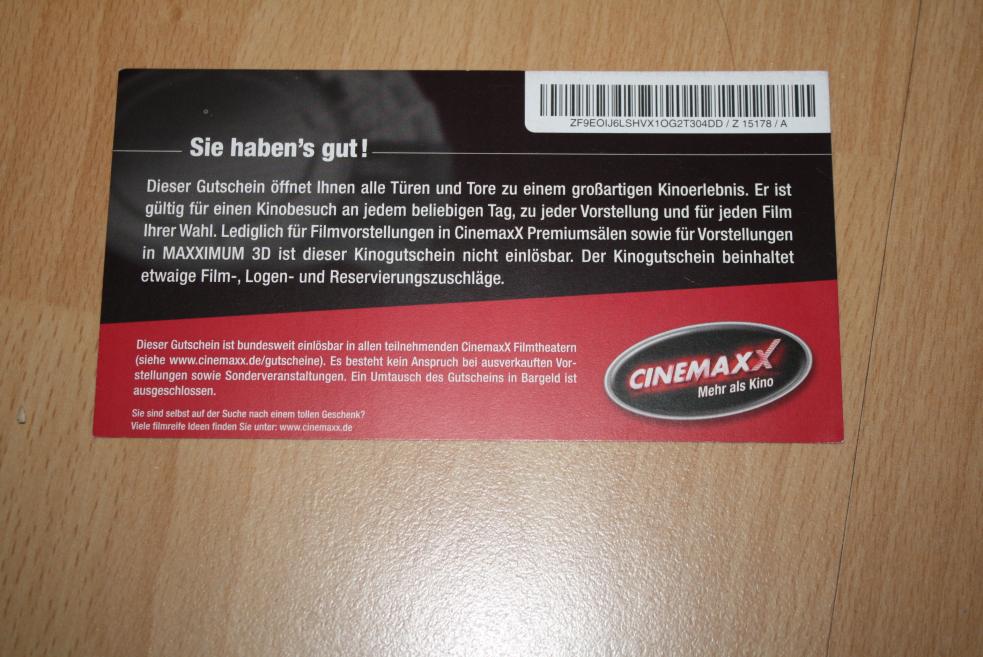 ZF9EOIJ6LSHVX1OG2T304DD / Z 15178 / A
Sie haben's gut!
Dieser Gutschein öffnet Ihnen alle Türen und Tore zu einem großartigen Kinoerlebnis. Er ist
gültig für einen Kinobesuch an jedem beliebigen Tag, zu jeder Vorstellung und für jeden Film
Ihrer Wahl. Lediglich für Filmvorstellungen in CinemaxX Premiumsälen sowie für Vorstellungen
in MAXXIMUM 3D ist dieser Kinogutschein nicht einlösbar. Der Kinogutschein beinhaltet
etwaige Film-, Logen- und Reservierungszuschläge.
Dieser Gutschein ist bundesweit einlösbar in allen teilnehmenden CinemaxX Filmtheatern
(siehe www.cinemaxx.de/gutscheine). Es besteht kein Anspruch bei ausverkauften Vor-
stellungen sowie Sonderveranstaltungen. Ein Umtausch des Gutscheins in Bargeld ist
ausgeschlossen.
Sie sind selbst auf der Suche nach einem tollen Geschenk?
Viele filmreife Ideen finden Sie unter: www.cinemaxx.de
CINEMAXX
Mehr als Kino